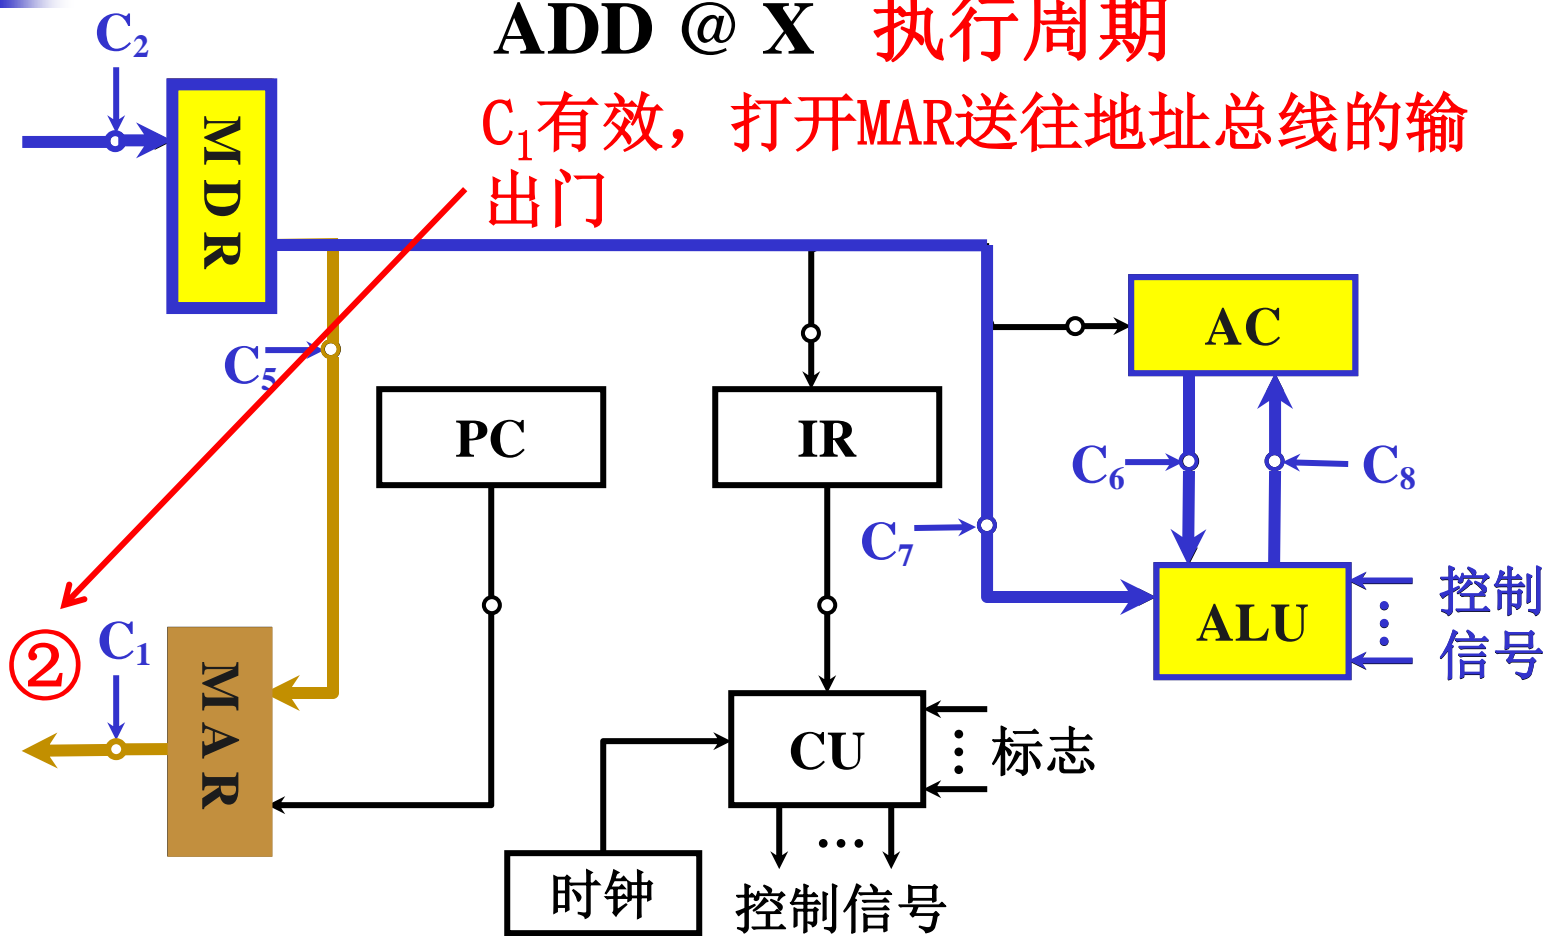 ADD @ X 执行周期
C₁有效，打开MAR送往地址总线的输
出门
C₂
MDR
C₅
AC
PC
IR
C₆
C₈
C₇
ALU
控制
信号
②
C₁
MAR
CU
标志
时钟
控制信号